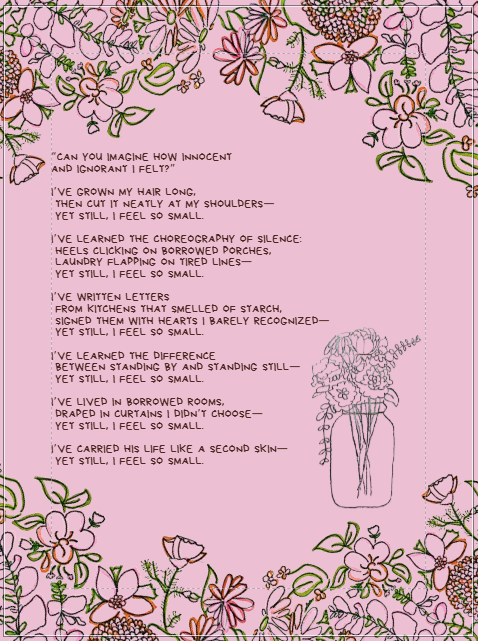 "CAN YOU IMAGINE HOW INNOCENT
AND IGNORANT I FELT?"
I'VE GROWN MY HAIR LONG,
THEN CUT IT NEATLY AT MY SHOULDERS—
YET STILL, I FEEL SO SMALL.
I'VE LEARNED THE CHOREOGRAPHY OF SILENCE:
HEELS CLICKING ON BORROWED PORCHES,
LAUNDRY FLAPPING ON TIRED LINES—
YET STILL, I FEEL SO SMALL.
I'VE WRITTEN LETTERS
FROM KITCHENS THAT SMELLED OF STARCH,
SIGNED THEM WITH HEARTS I BARELY RECOGNIZED—
YET STILL, I FEEL SO SMALL.
I'VE LEARNED THE DIFFERENCE
BETWEEN STANDING BY AND STANDING STILL—
YET STILL, I FEEL SO SMALL.
I'VE LIVED IN BORROWED ROOMS,
DRAPED IN CURTAINS I DIDN'T CHOOSE—
YET STILL, I FEEL SO SMALL.
I'VE CARRIED HIS LIFE LIKE A SECOND SKIN—
YET STILL, I FEEL SO SMALL.